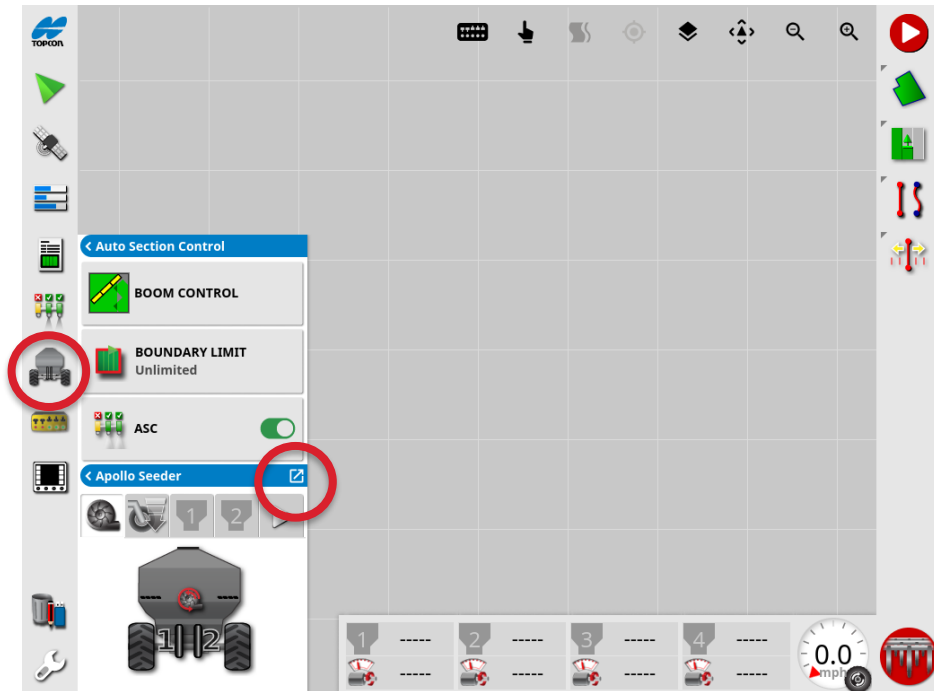 TOPCON
Auto Section Control
BOOM CONTROL
BOUNDARY LIMIT
Unlimited
ASC
Apollo Seeder
1 2
1 2
1 ----- 2 ----- 3 ----- 4 -----
----- ----- ----- -----
0.0
mph